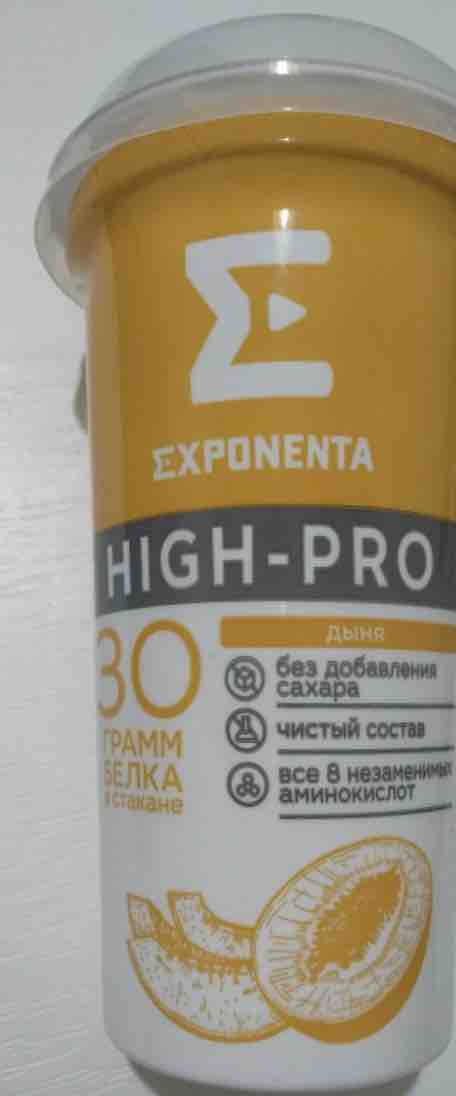 EXPONENTA
HIGH-PRO
30
ГРАММ
БЕЛКА
в стакане
дыня
без добавления
сахара
чистый состав
все 8 незаменимых
аминокислот